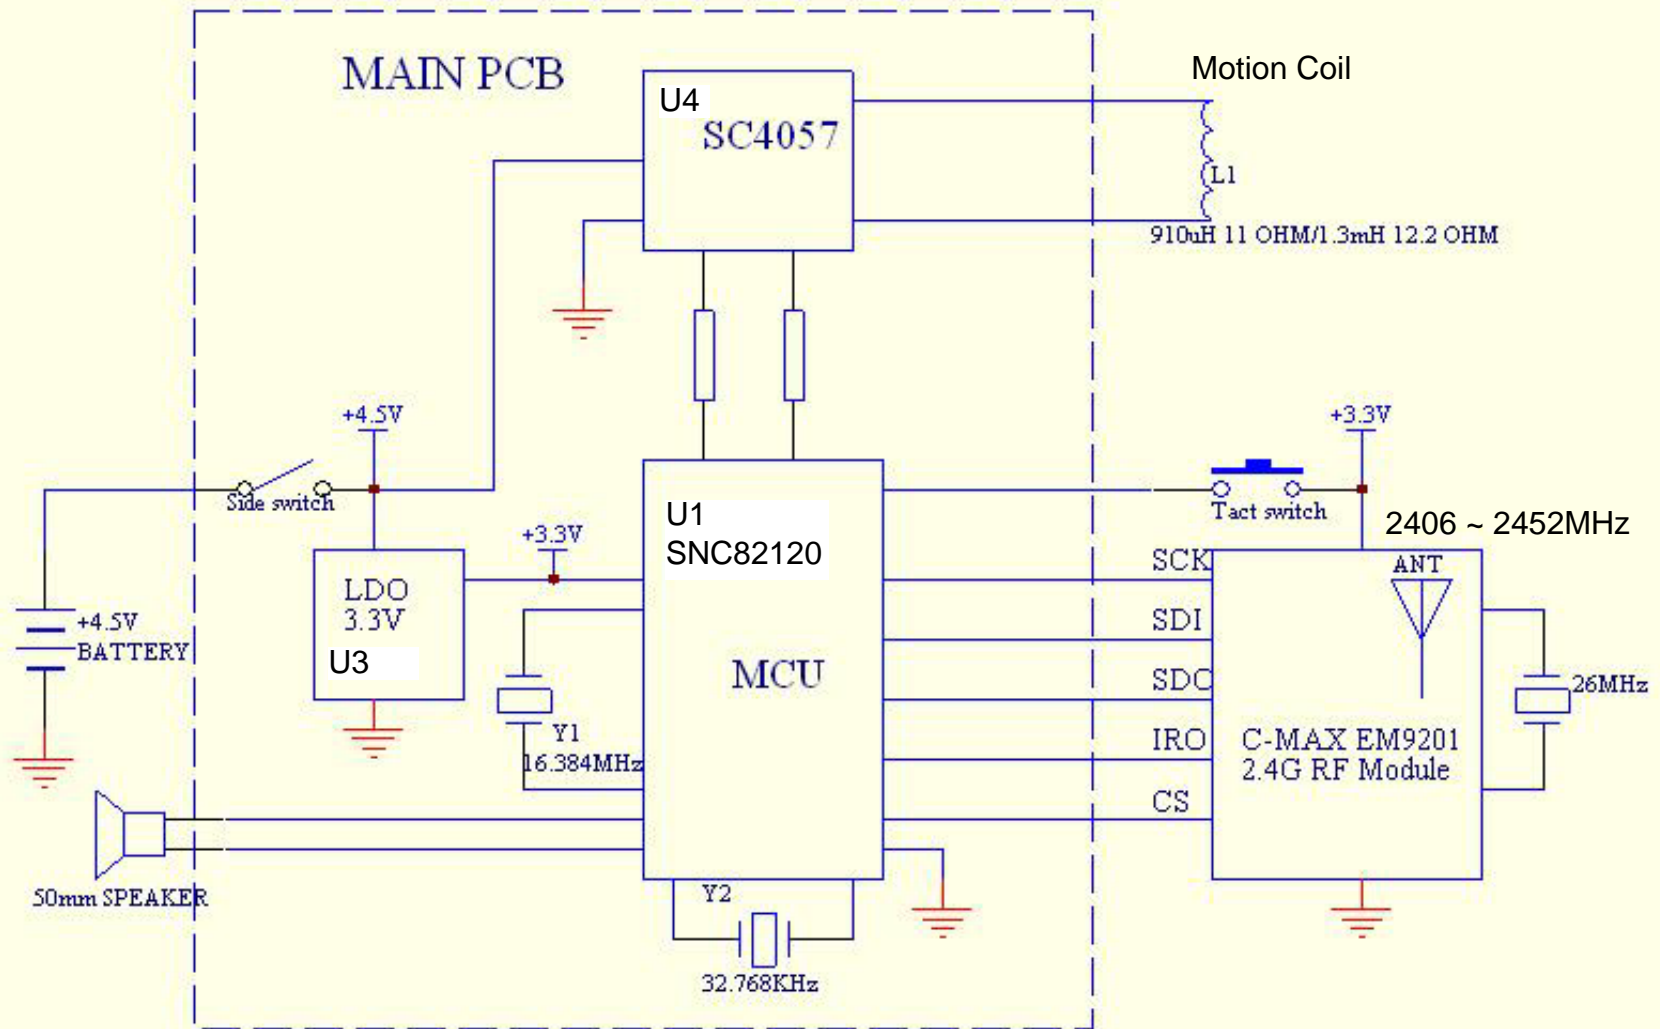 MAIN PCB
Motion Coil
U4
SC4057
L1
910uH 11 OHM/1.3mH 12.2 OHM
+4.5V
+3.3V
Side switch
Tact switch
U1
SNC82120
2406 ~ 2452MHz
+3.3V
SCK
ANT
LDO
3.3V
U3
+4.5V
BATTERY
SDI
MCU
SDO
26MHz
Y1
16.384MHz
IRO
C-MAX EM9201
2.4G RF Module
CS
50mm SPEAKER
Y2
32.768KHz